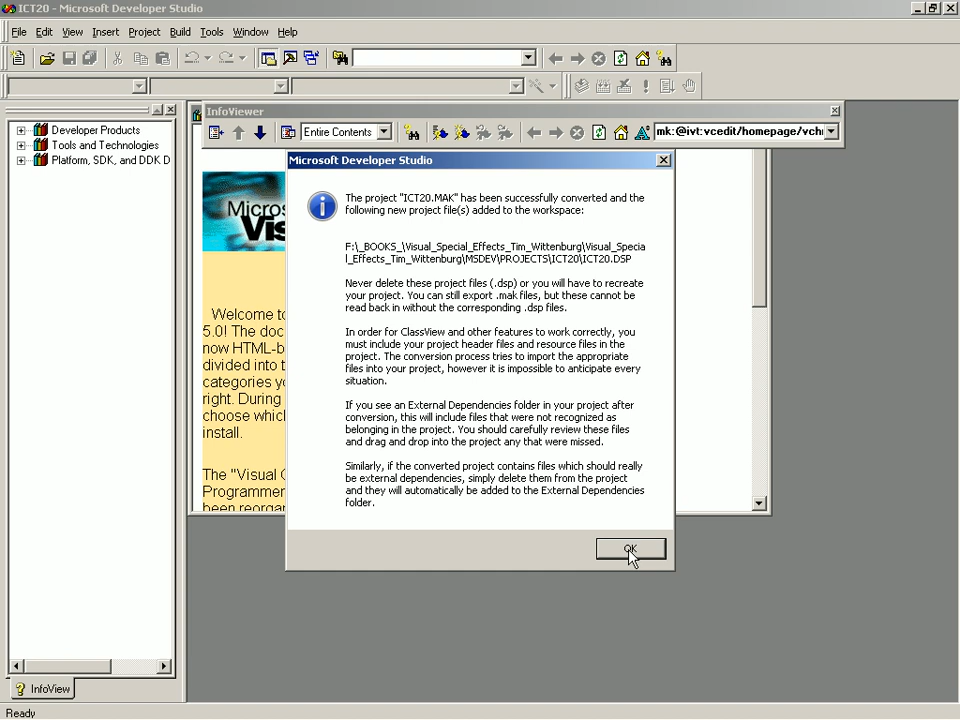 ICT20 - Microsoft Developer Studio
File Edit View Insert Project Build Tools Window Help
InfoViewer
Entire Contents
mk:@ivt:vcedit/homepage/vch
Developer Products
Tools and Technologies
Platform, SDK, and DDK D
Micros
Vis
Welcome to
5.0! The doc
now HTML-b
divided into t
categories yo
right. During
choose which
install.
The "Visual C
Programmer
been reorgar
Microsoft Developer Studio
The project "ICT20.MAK" has been successfully converted and the
following new project file(s) added to the workspace:
F:\_BOOKS_\Visual_Special_Effects_Tim_Wittenburg\Visual_Specia
l_Effects_Tim_Wittenburg\MSDEV\PROJECTS\ICT20\ICT20.DSP
Never delete these project files (.dsp) or you will have to recreate
your project. You can still export .mak files, but these cannot be
read back in without the corresponding .dsp files.
In order for ClassView and other features to work correctly, you
must include your project header files and resource files in the
project. The conversion process tries to import the appropriate
files into your project, however it is impossible to anticipate every
situation.
If you see an External Dependencies folder in your project after
conversion, this will include files that were not recognized as
belonging in the project. You should carefully review these files
and drag and drop into the project any that were missed.
Similarly, if the converted project contains files which should really
be external dependencies, simply delete them from the project
and they will automatically be added to the External Dependencies
folder.
OK
InfoView
Ready